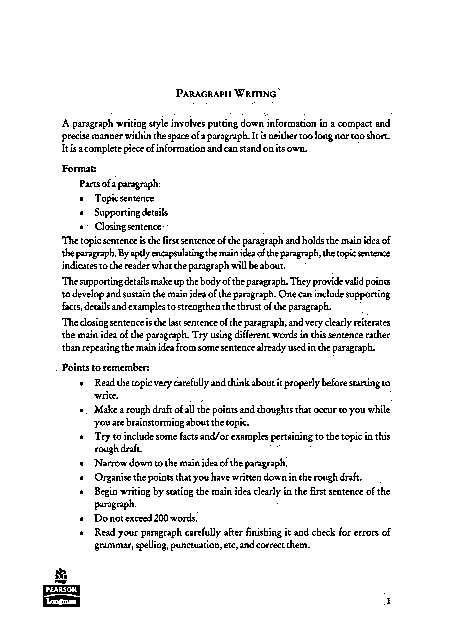 PARAGRAPH WRITING
A paragraph writing style involves putting down information in a compact and
precise manner within the space of a paragraph. It is neither too long nor too short.
It is a complete piece of information and can stand on its own.
Format:
Parts of a paragraph:
• Topic sentence
• Supporting details
• Closing sentence
The topic sentence is the first sentence of the paragraph and holds the main idea of
the paragraph. By aptly encapsulating the main idea of the paragraph, the topic sentence
indicates to the reader what the paragraph will be about.
The supporting details make up the body of the paragraph. They provide valid points
to develop and sustain the main idea of the paragraph. One can include supporting
facts, details and examples to strengthen the thrust of the paragraph.
The closing sentence is the last sentence of the paragraph, and very clearly reiterates
the main idea of the paragraph. Try using different words in this sentence rather
than repeating the main idea from some sentence already used in the paragraph.
Points to remember:
• Read the topic very carefully and think about it properly before starting to
write.
• Make a rough draft of all the points and thoughts that occur to you while
you are brainstorming about the topic.
• Try to include some facts and/or examples pertaining to the topic in this
rough draft.
• Narrow down to the main idea of the paragraph.
• Organise the points that you have written down in the rough draft.
• Begin writing by stating the main idea clearly in the first sentence of the
paragraph.
• Do not exceed 200 words.
• Read your paragraph carefully after finishing it and check for errors of
grammar, spelling, punctuation, etc, and correct them.
PEARSON
Longman
1